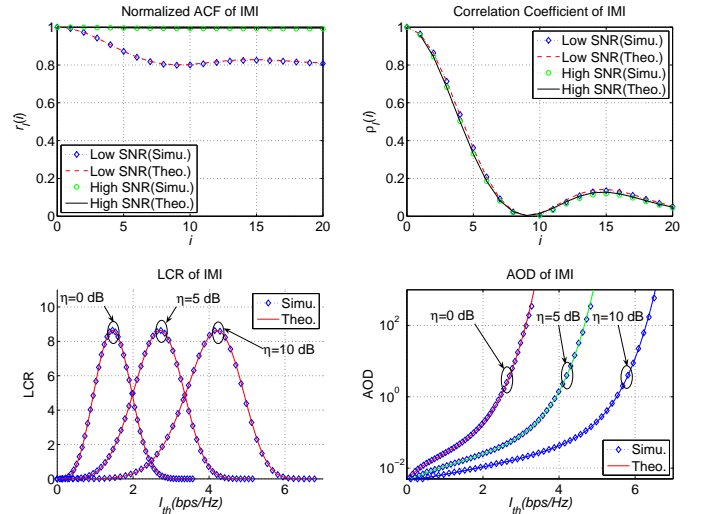 Normalized ACF of IMI
1
0.8
0.6
0.4
0.2
0
r_I(i)
Low SNR(Simu.)
Low SNR(Theo.)
High SNR(Simu.)
High SNR(Theo.)
0 5 10 15 20
i
Correlation Coefficient of IMI
1
0.8
0.6
0.4
0.2
0
ρ_I(i)
Low SNR(Simu.)
Low SNR(Theo.)
High SNR(Simu.)
High SNR(Theo.)
0 5 10 15 20
i
LCR of IMI
10
8
6
4
2
0
LCR
η=0 dB
η=5 dB
η=10 dB
Simu.
Theo.
0 2 4 6
I_th(bps/Hz)
AOD of IMI
10^2
10^0
10^-2
AOD
η=0 dB
η=5 dB
η=10 dB
Simu.
Theo.
0 2 4 6
I_th(bps/Hz)